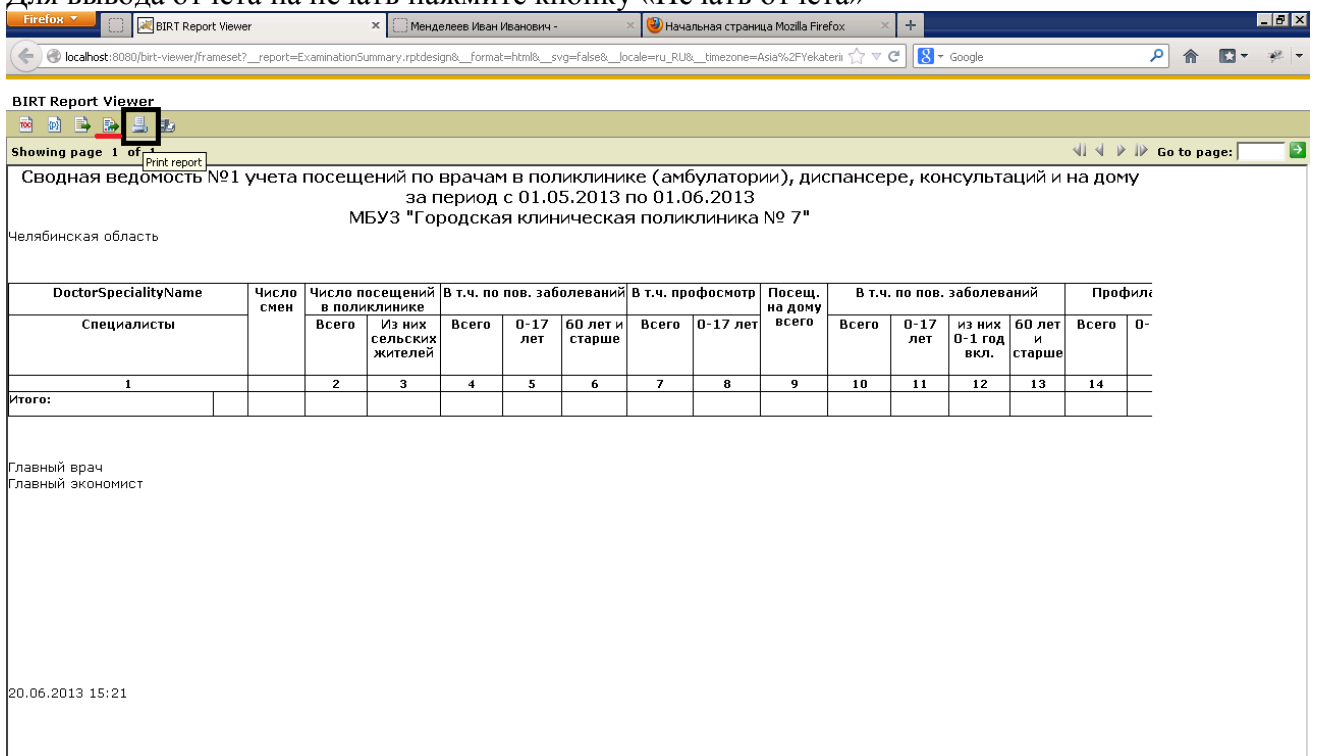 Для вывода отчета на печать нажмите кнопку «Печать отчета»
Firefox
BIRT Report Viewer
Менделеев Иван Иванович -
Начальная страница Mozilla Firefox
localhost:8080/birt-viewer/frameset?__report=ExaminationSummary.rptdesign&__format=html&__svg=false&__locale=ru_RU&__timezone=Asia%2FYekateri
Google
BIRT Report Viewer
Showing page 1 of 1
Go to page:
Print report
Сводная ведомость №1 учета посещений по врачам в поликлинике (амбулатории), диспансере, консультаций и на дому
за период с 01.05.2013 по 01.06.2013
МБУЗ "Городская клиническая поликлиника № 7"
Челябинская область
DoctorSpecialityName Число смен Число посещений в поликлинике В т.ч. по пов. заболеваний В т.ч. профосмотр Посещ. на дому В т.ч. по пов. заболеваний Профила
Специалисты Всего Из них сельских жителей Всего 0-17 лет 60 лет и старше Всего 0-17 лет всего Всего 0-17 лет из них 0-1 год вкл. 60 лет и старше Всего 0-
1 2 3 4 5 6 7 8 9 10 11 12 13 14
Итого:
Главный врач
Главный экономист
20.06.2013 15:21